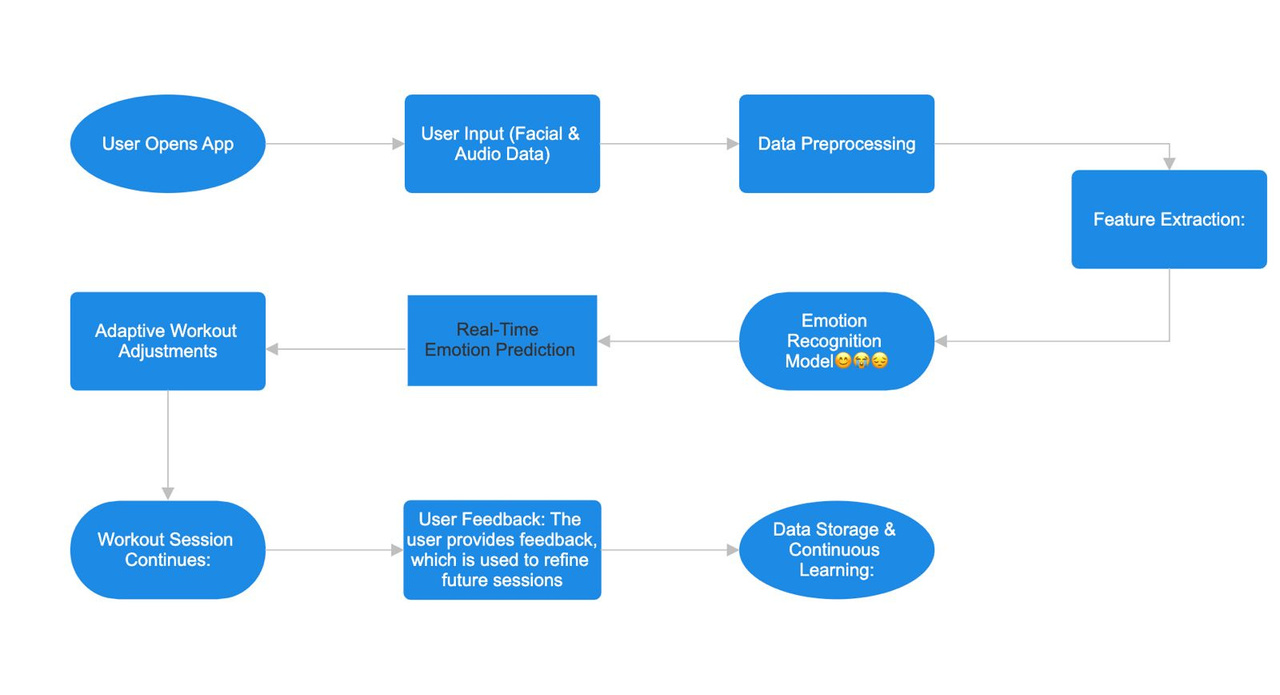 User Opens App
User Input (Facial &
Audio Data)
Data Preprocessing
Feature Extraction:
Emotion
Recognition
Model😊😭😔
Real-Time
Emotion Prediction
Adaptive Workout
Adjustments
Workout Session
Continues:
User Feedback: The
user provides feedback,
which is used to refine
future sessions
Data Storage &
Continuous
Learning: